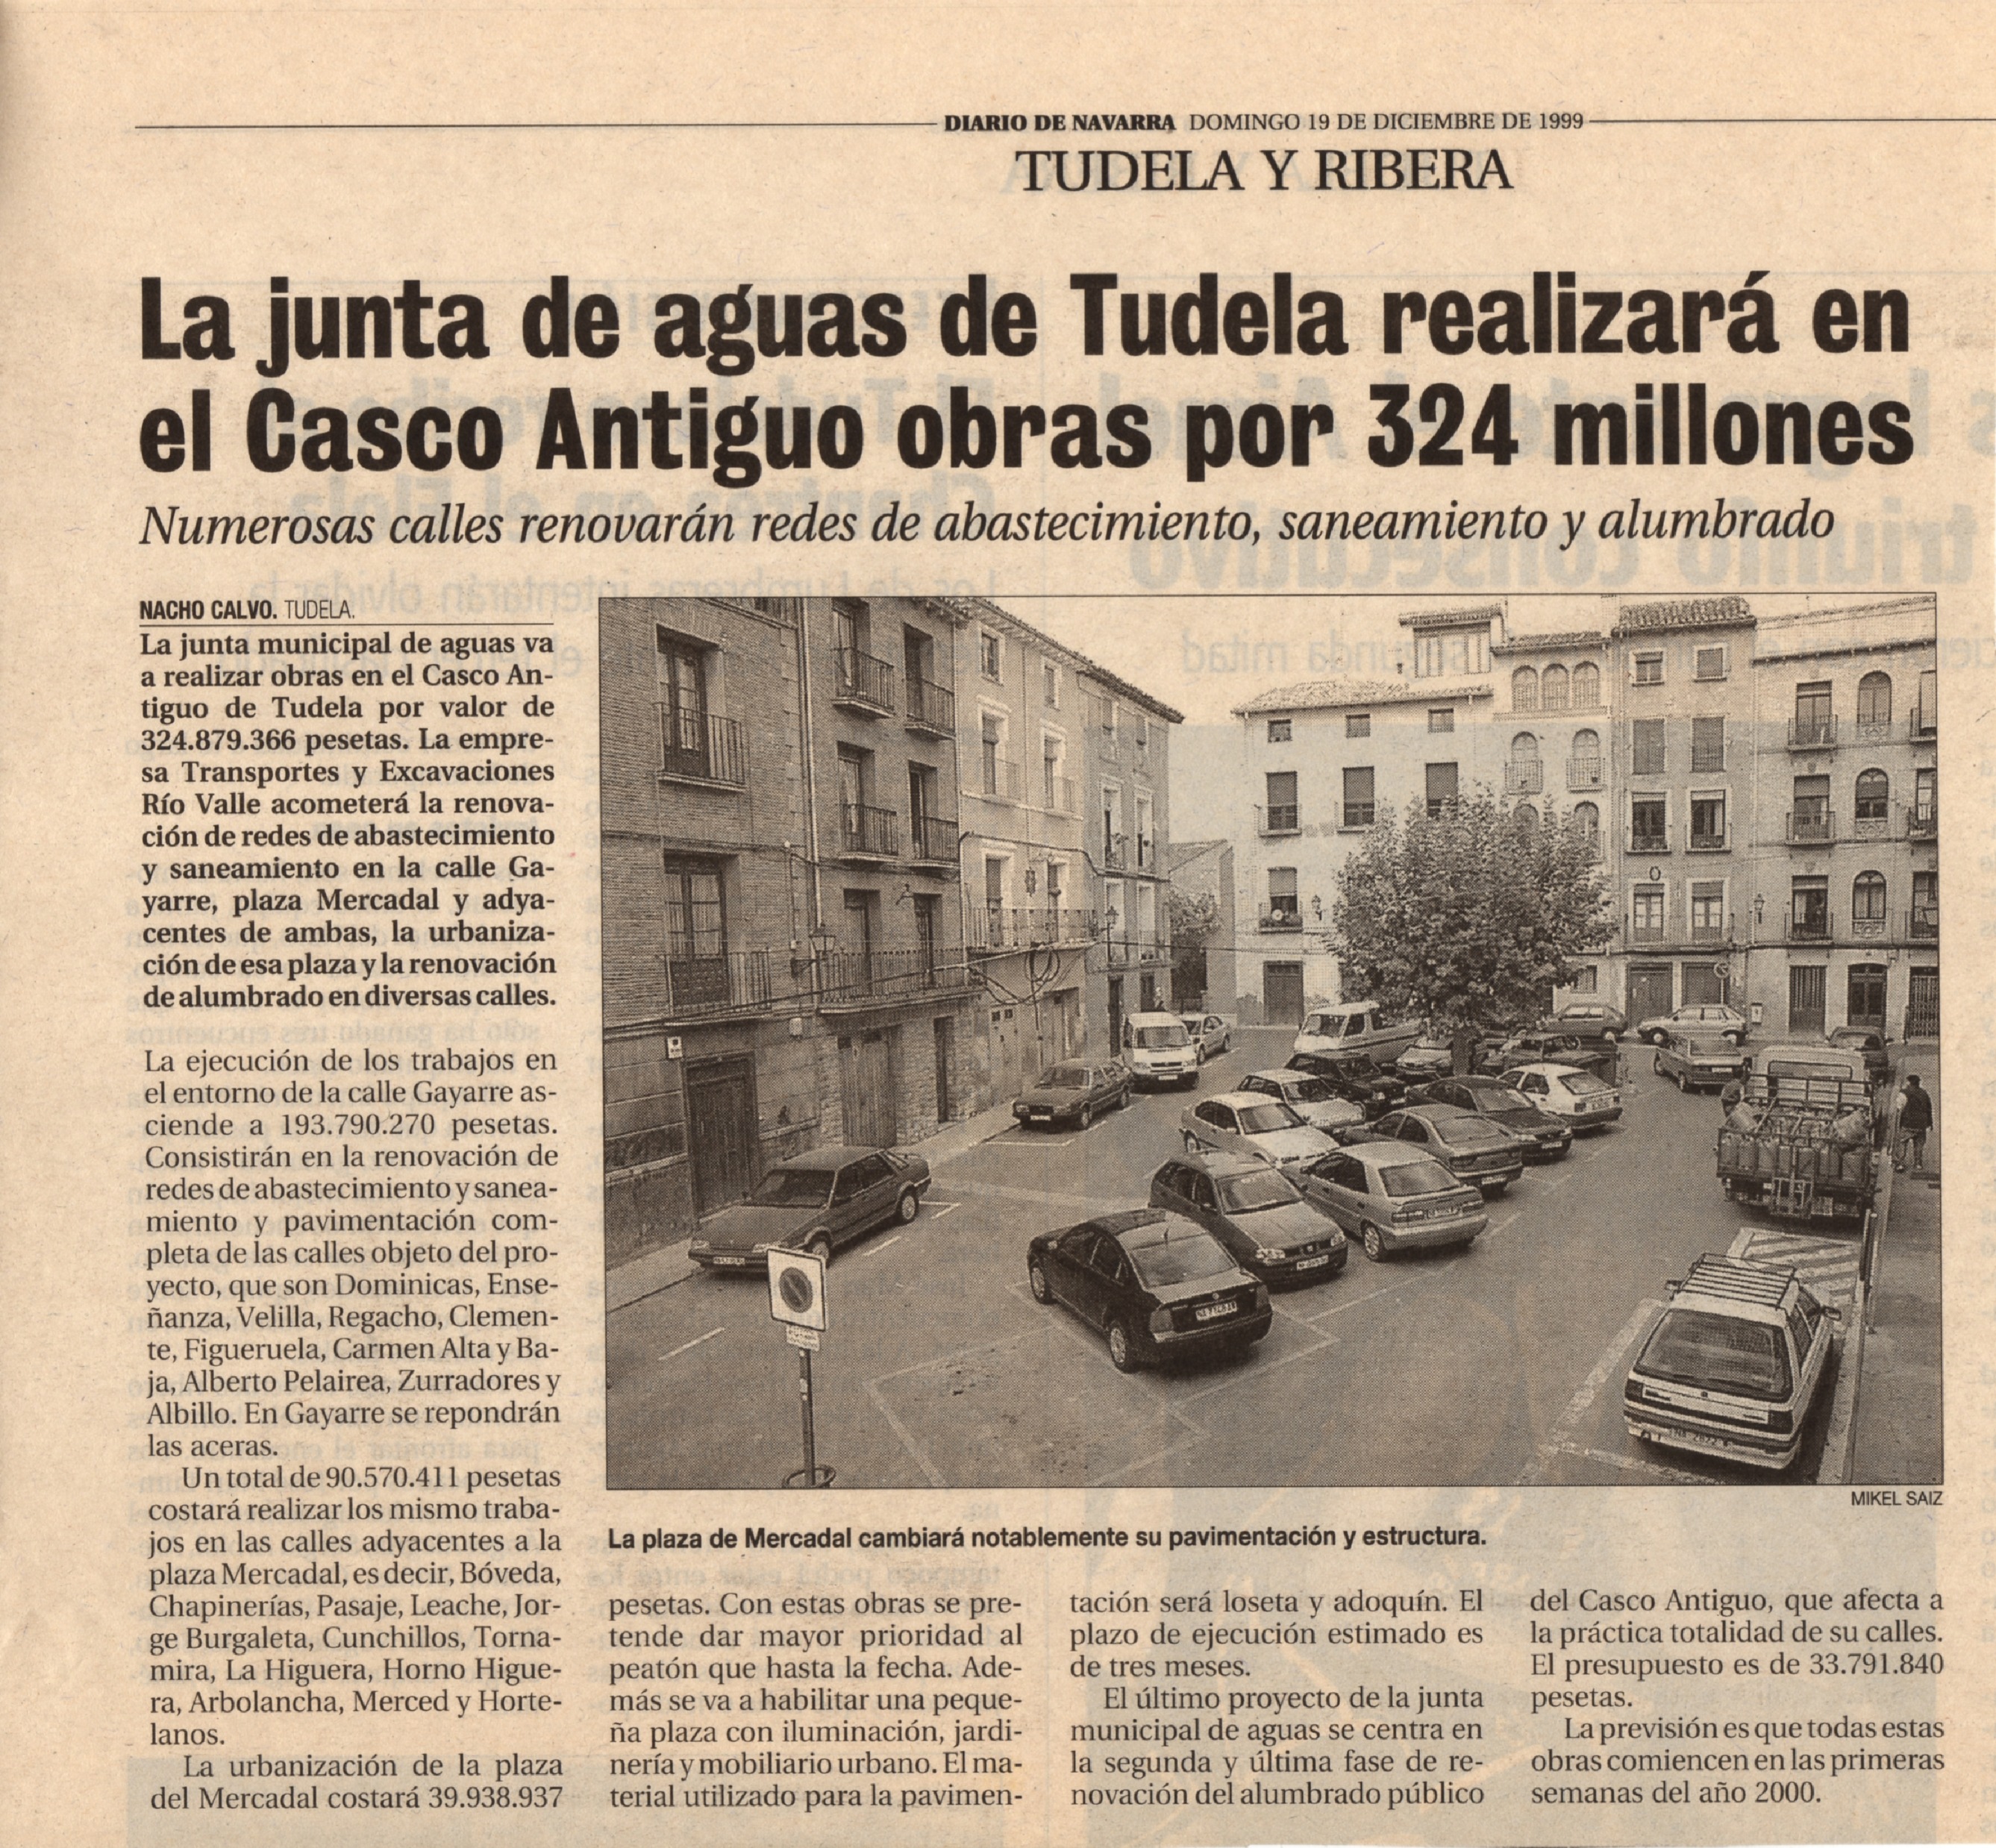 DIARIO DE NAVARRA DOMINGO 19 DE DICIEMBRE DE 1999
TUDELA Y RIBERA
La junta de aguas de Tudela realizará en
el Casco Antiguo obras por 324 millones
Numerosas calles renovarán redes de abastecimiento, saneamiento y alumbrado
NACHO CALVO. TUDELA.
La junta municipal de aguas va
a realizar obras en el Casco An-
tiguo de Tudela por valor de
324.879.366 pesetas. La empre-
sa Transportes y Excavaciones
Río Valle acometerá la renova-
ción de redes de abastecimiento
y saneamiento en la calle Ga-
yarre, plaza Mercadal y adya-
centes de ambas, la urbaniza-
ción de esa plaza y la renovación
de alumbrado en diversas calles.
La ejecución de los trabajos en
el entorno de la calle Gayarre as-
ciende a 193.790.270 pesetas.
Consistirán en la renovación de
redes de abastecimiento y sanea-
miento y pavimentación com-
pleta de las calles objeto del pro-
yecto, que son Dominicas, Ense-
ñanza, Velilla, Regacho, Clemen-
te, Figueruela, Carmen Alta y Ba-
ja, Alberto Pelairea, Zurradores y
Albillo. En Gayarre se repondrán
las aceras.
Un total de 90.570.411 pesetas
costará realizar los mismo traba-
jos en las calles adyacentes a la
plaza Mercadal, es decir, Bóveda,
Chapinerías, Pasaje, Leache, Jor-
ge Burgaleta, Cunchillos, Torna-
mira, La Higuera, Horno Higue-
ra, Arbolancha, Merced y Horte-
lanos.
La urbanización de la plaza
del Mercadal costará 39.938.937
MIKEL SAIZ
La plaza de Mercadal cambiará notablemente su pavimentación y estructura.
pesetas. Con estas obras se pre-
tende dar mayor prioridad al
peatón que hasta la fecha. Ade-
más se va a habilitar una peque-
ña plaza con iluminación, jardi-
nería y mobiliario urbano. El ma-
terial utilizado para la pavimen-
tación será loseta y adoquín. El
plazo de ejecución estimado es
de tres meses.
El último proyecto de la junta
municipal de aguas se centra en
la segunda y última fase de re-
novación del alumbrado público
del Casco Antiguo, que afecta a
la práctica totalidad de su calles.
El presupuesto es de 33.791.840
pesetas.
La previsión es que todas estas
obras comiencen en las primeras
semanas del año 2000.